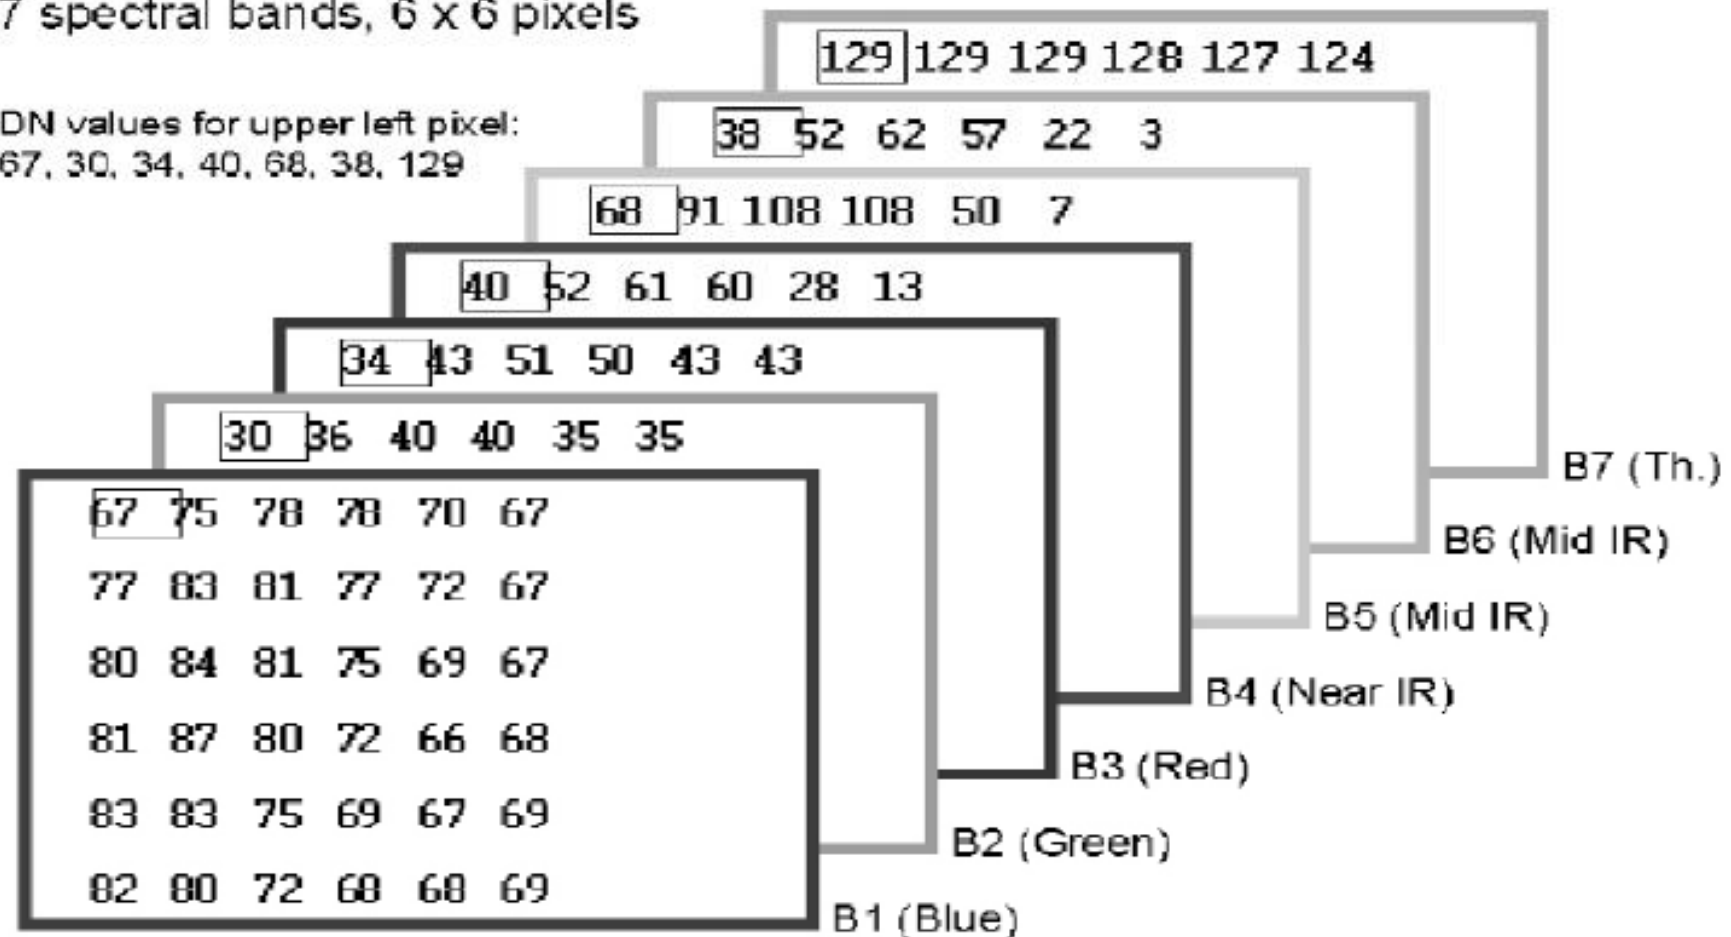 7 spectral bands, 6 x 6 pixels
DN values for upper left pixel:
67, 30, 34, 40, 68, 38, 129
129 129 129 128 127 124
38 52 62 57 22 3
68 91 108 108 50 7
40 52 61 60 28 13
34 43 51 50 43 43
30 36 40 40 35 35
67 75 78 78 70 67
77 83 81 77 72 67
80 84 81 75 69 67
81 87 80 72 66 68
83 83 75 69 67 69
82 80 72 68 68 69
B7 (Th.)
B6 (Mid IR)
B5 (Mid IR)
B4 (Near IR)
B3 (Red)
B2 (Green)
B1 (Blue)